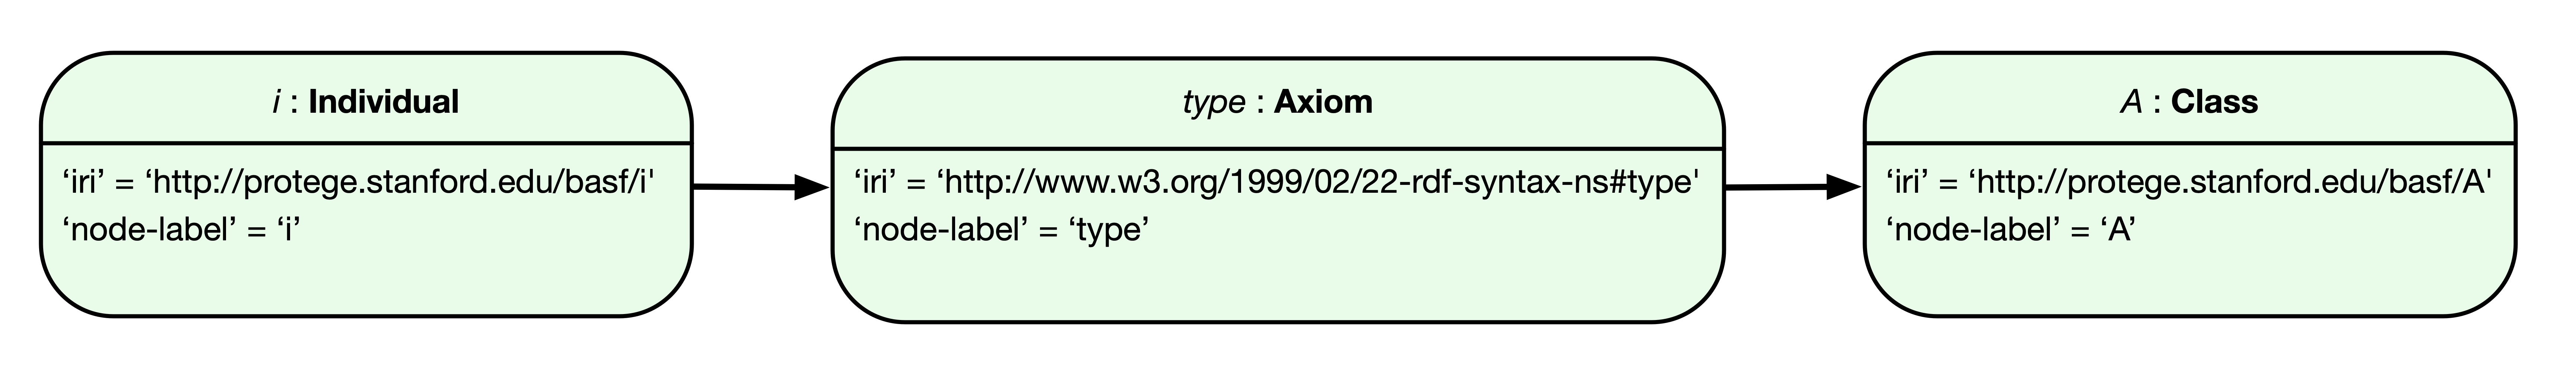 i : Individual
‘iri’ = ‘http://protege.stanford.edu/basf/i'
‘node-label’ = ‘i’
type : Axiom
‘iri’ = ‘http://www.w3.org/1999/02/22-rdf-syntax-ns#type'
‘node-label’ = ‘type’
A : Class
‘iri’ = ‘http://protege.stanford.edu/basf/A'
‘node-label’ = ‘A’